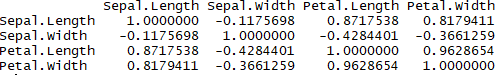 Sepal.Length Sepal.Width Petal.Length Petal.Width
Sepal.Length 1.0000000 -0.1175698 0.8717538 0.8179411
Sepal.Width -0.1175698 1.0000000 -0.4284401 -0.3661259
Petal.Length 0.8717538 -0.4284401 1.0000000 0.9628654
Petal.Width 0.8179411 -0.3661259 0.9628654 1.0000000